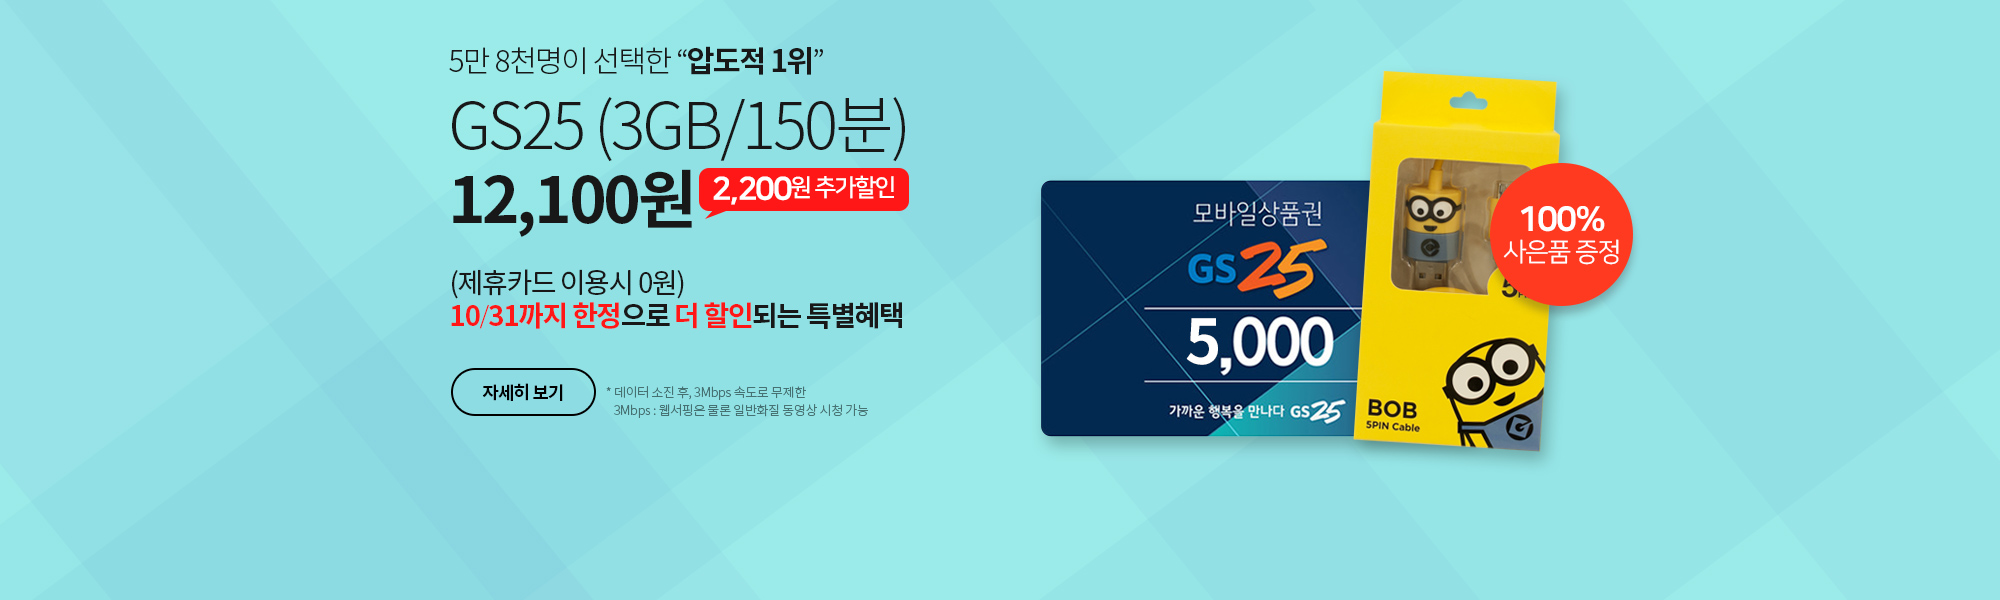 5만 8천명이 선택한 “압도적 1위”
GS25 (3GB/150분)
12,100원 2,200원 추가할인
(제휴카드 이용시 0원)
10/31까지 한정으로 더 할인되는 특별혜택
자세히 보기
* 데이터 소진 후, 3Mbps 속도로 무제한
3Mbps : 웹서핑은 물론 일반화질 동영상 시청 가능
모바일상품권
GS25
5,000
가까운 행복을 만나다 GS25
100%
사은품 증정
BOB
5PIN Cable